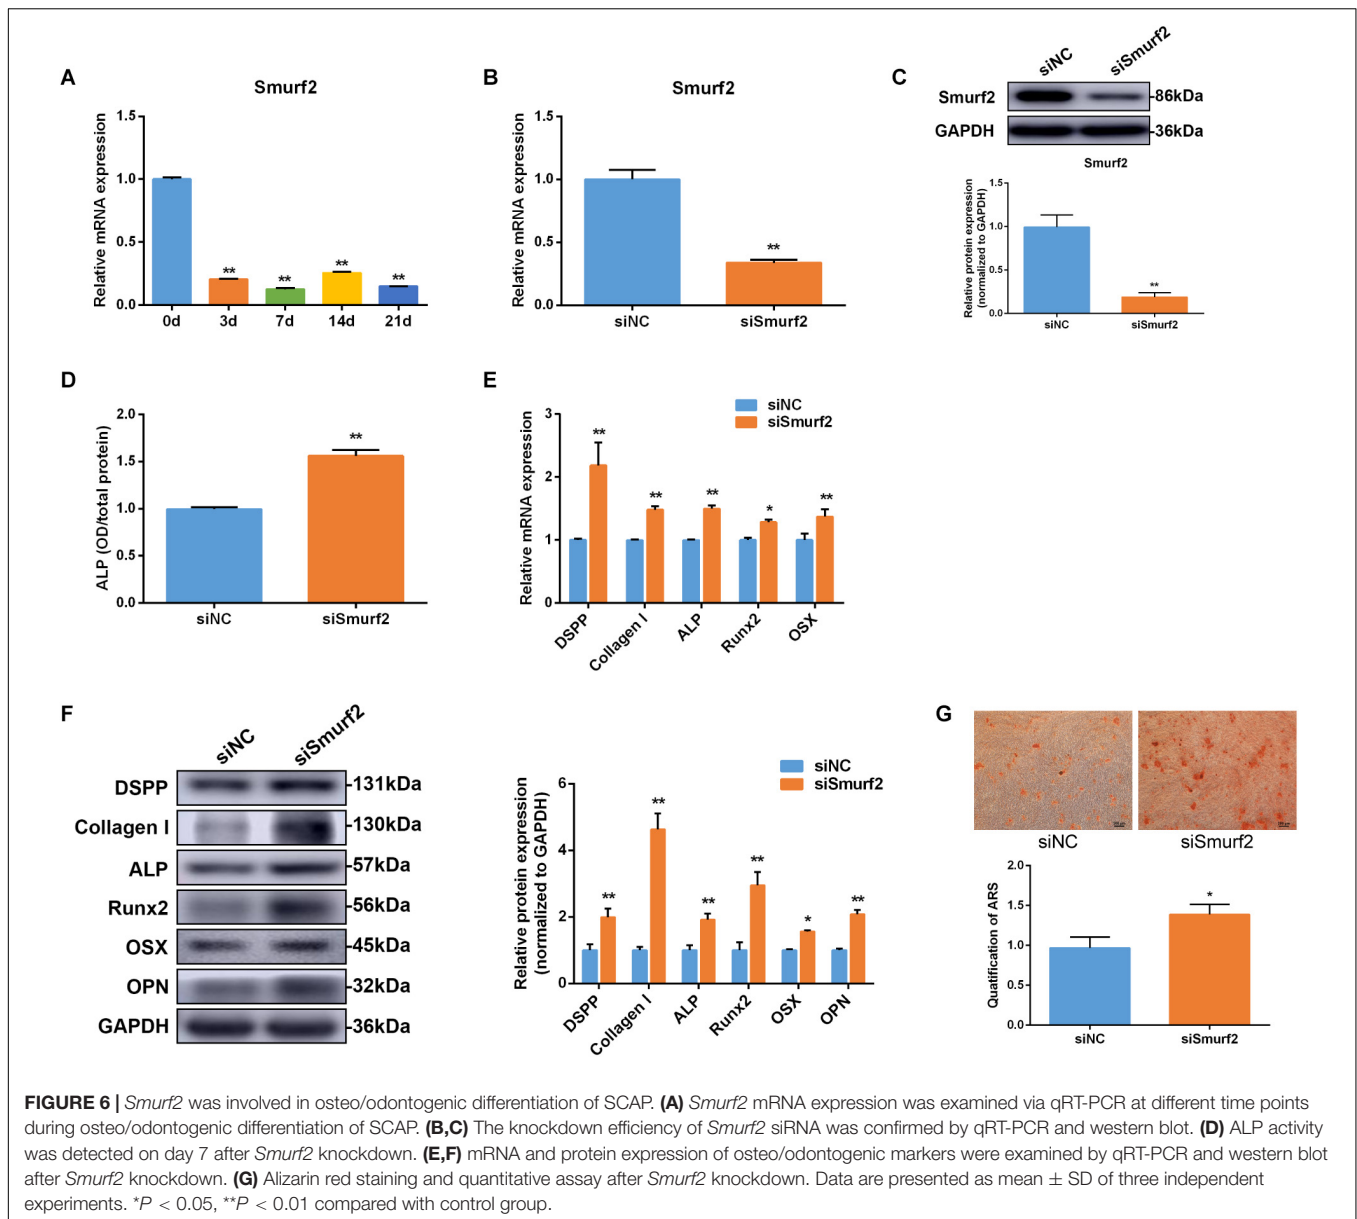 A
Smurf2
Relative mRNA expression
1.5
1.0
0.5
0.0
** ** ** **
0d 3d 7d 14d 21d
B
Smurf2
Relative mRNA expression
1.5
1.0
0.5
0.0
**
siNC siSmurf2
C
siNC siSmurf2
Smurf2 -86kDa
GAPDH -36kDa
Smurf2
Relative protein expression
(normalized to GAPDH)
1.5
1.0
0.5
0.0
**
siNC siSmurf2
D
ALP (OD/total protein)
2.0
1.5
1.0
0.5
0.0
**
siNC siSmurf2
E
siNC
siSmurf2
Relative mRNA expression
3
2
1
0
** ** ** * **
DSPP Collagen I ALP Runx2 OSX
F
siNC siSmurf2
DSPP -131kDa
Collagen I -130kDa
ALP -57kDa
Runx2 -56kDa
OSX -45kDa
OPN -32kDa
GAPDH -36kDa
siNC
siSmurf2
Relative protein expression
(normalized to GAPDH)
6
4
2
0
** ** ** ** * **
DSPP Collagen I ALP Runx2 OSX OPN
G
siNC siSmurf2
Quatification of ARS
2.0
1.5
1.0
0.5
0.0
*
siNC siSmurf2
FIGURE 6 | Smurf2 was involved in osteo/odontogenic differentiation of SCAP. (A) Smurf2 mRNA expression was examined via qRT-PCR at different time points
during osteo/odontogenic differentiation of SCAP. (B,C) The knockdown efficiency of Smurf2 siRNA was confirmed by qRT-PCR and western blot. (D) ALP activity
was detected on day 7 after Smurf2 knockdown. (E,F) mRNA and protein expression of osteo/odontogenic markers were examined by qRT-PCR and western blot
after Smurf2 knockdown. (G) Alizarin red staining and quantitative assay after Smurf2 knockdown. Data are presented as mean ± SD of three independent
experiments. *P < 0.05, **P < 0.01 compared with control group.